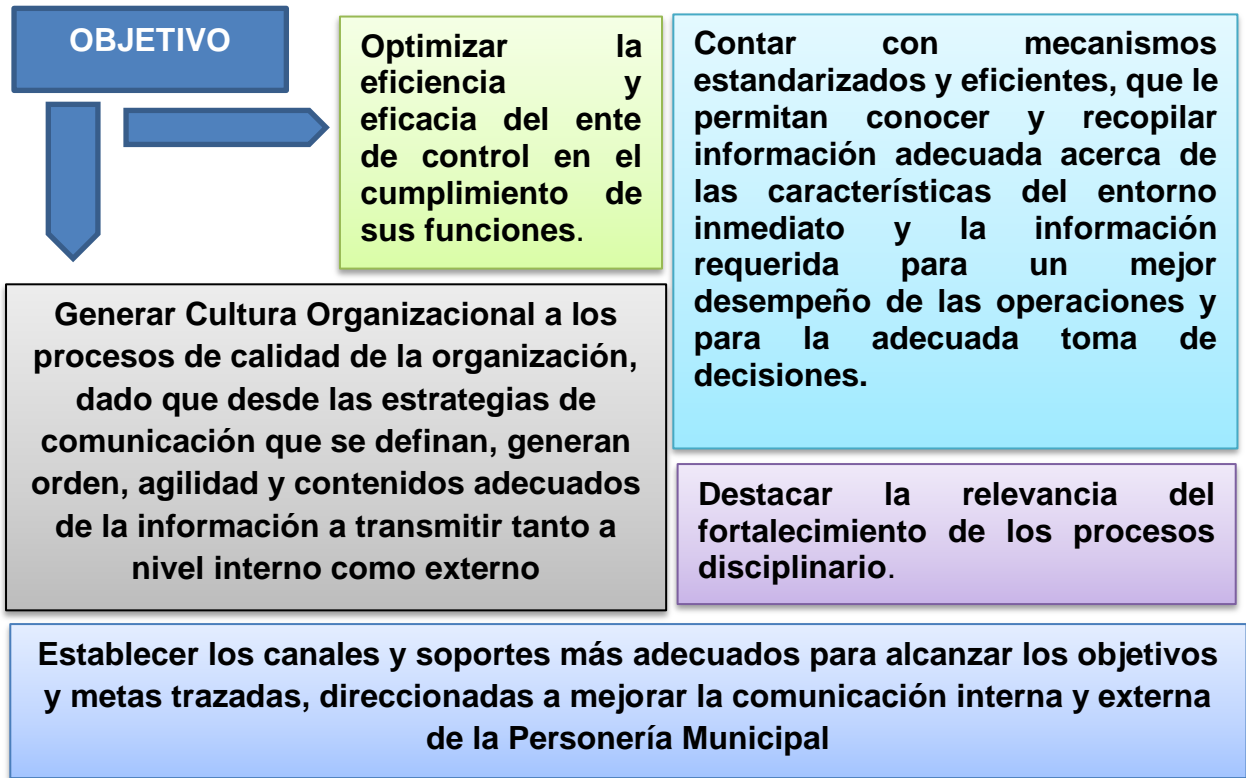 OBJETIVO
Optimizar la
eficiencia y
eficacia del ente
de control en el
cumplimiento de
sus funciones.
Contar con mecanismos
estandarizados y eficientes, que le
permitan conocer y recopilar
información adecuada acerca de
las características del entorno
inmediato y la información
requerida para un mejor
desempeño de las operaciones y
para la adecuada toma de
decisiones.
Generar Cultura Organizacional a los
procesos de calidad de la organización,
dado que desde las estrategias de
comunicación que se definan, generan
orden, agilidad y contenidos adecuados
de la información a transmitir tanto a
nivel interno como externo
Destacar la relevancia del
fortalecimiento de los procesos
disciplinario.
Establecer los canales y soportes más adecuados para alcanzar los objetivos
y metas trazadas, direccionadas a mejorar la comunicación interna y externa
de la Personería Municipal